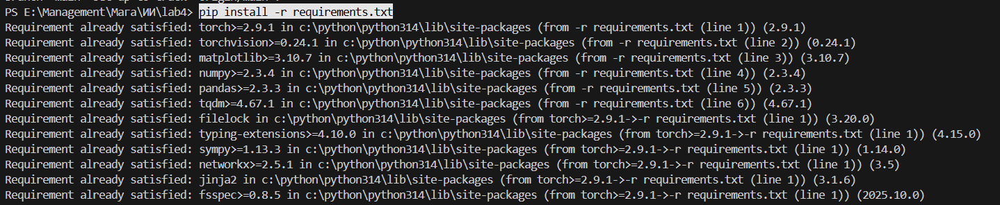 PS E:\Management\Мага\ИИ\lab4> pip install -r requirements.txt
Requirement already satisfied: torch>=2.9.1 in c:\python\python314\lib\site-packages (from -r requirements.txt (line 1)) (2.9.1)
Requirement already satisfied: torchvision>=0.24.1 in c:\python\python314\lib\site-packages (from -r requirements.txt (line 2)) (0.24.1)
Requirement already satisfied: matplotlib>=3.10.7 in c:\python\python314\lib\site-packages (from -r requirements.txt (line 3)) (3.10.7)
Requirement already satisfied: numpy>=2.3.4 in c:\python\python314\lib\site-packages (from -r requirements.txt (line 4)) (2.3.4)
Requirement already satisfied: pandas>=2.3.3 in c:\python\python314\lib\site-packages (from -r requirements.txt (line 5)) (2.3.3)
Requirement already satisfied: tqdm>=4.67.1 in c:\python\python314\lib\site-packages (from -r requirements.txt (line 6)) (4.67.1)
Requirement already satisfied: filelock in c:\python\python314\lib\site-packages (from torch>=2.9.1->-r requirements.txt (line 1)) (3.20.0)
Requirement already satisfied: typing-extensions>=4.10.0 in c:\python\python314\lib\site-packages (from torch>=2.9.1->-r requirements.txt (line 1)) (4.15.0)
Requirement already satisfied: sympy>=1.13.3 in c:\python\python314\lib\site-packages (from torch>=2.9.1->-r requirements.txt (line 1)) (1.14.0)
Requirement already satisfied: networkx>=2.5.1 in c:\python\python314\lib\site-packages (from torch>=2.9.1->-r requirements.txt (line 1)) (3.5)
Requirement already satisfied: jinja2 in c:\python\python314\lib\site-packages (from torch>=2.9.1->-r requirements.txt (line 1)) (3.1.6)
Requirement already satisfied: fsspec>=0.8.5 in c:\python\python314\lib\site-packages (from torch>=2.9.1->-r requirements.txt (line 1)) (2025.10.0)